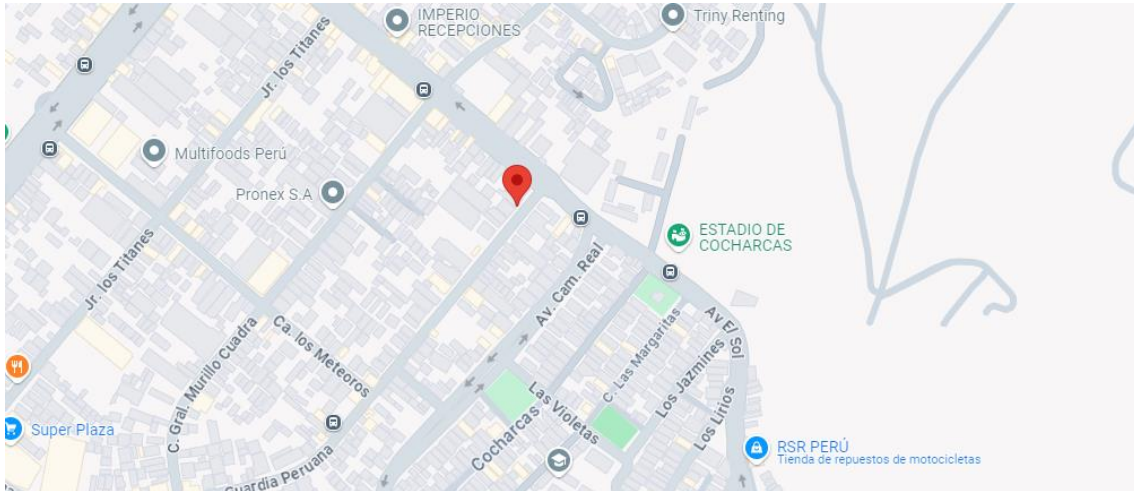 IMPERIO
RECEPCIONES
Triny Renting
Jr. los Titanes
Multifoods Perú
Pronex S.A
ESTADIO DE
COCHARCAS
Av. Cam. Real
Jr. los Titanes
Ca. los Meteoros
C. Gral. Murillo Cuadra
Av El Sol
C. Las Margaritas
Los Jazmines
Los Lirios
Las Violetas
Cocharcas
Super Plaza
Guardia Peruana
RSR PERÚ
Tienda de repuestos de motocicletas